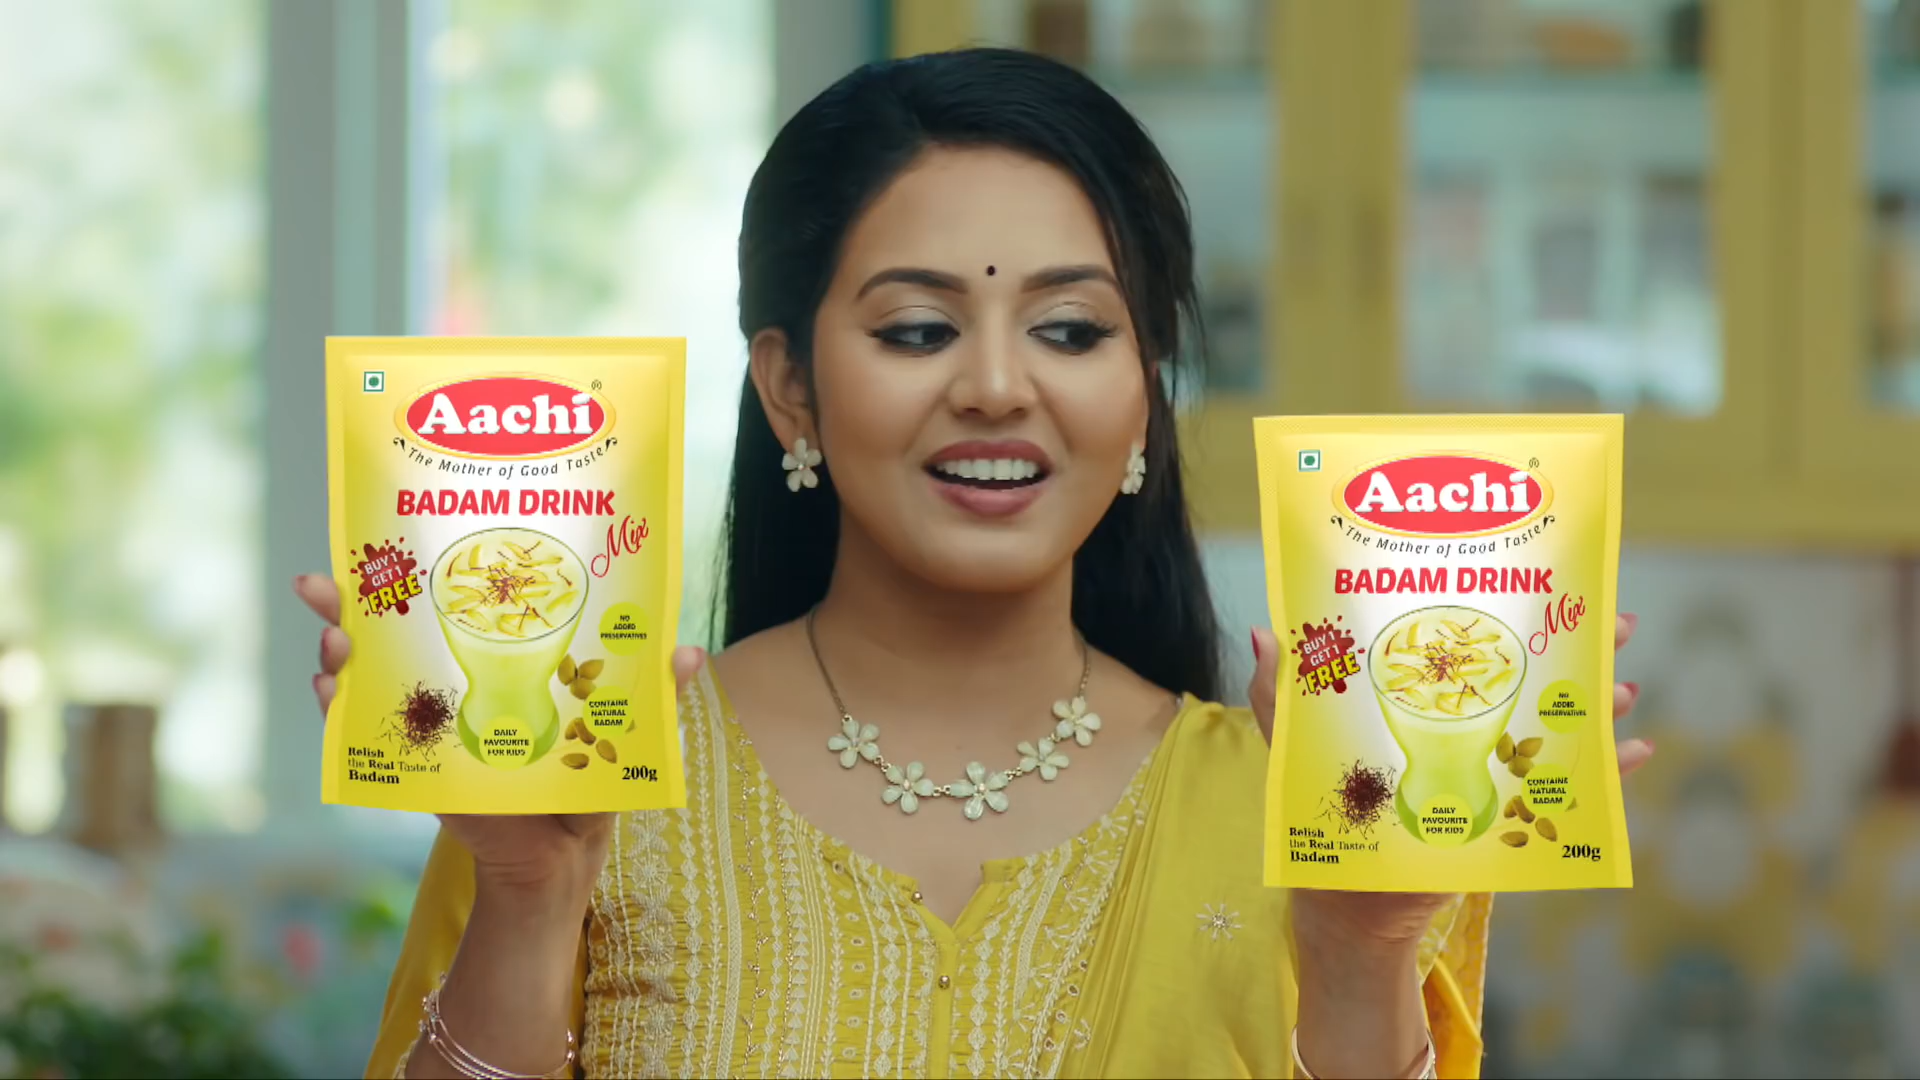 Aachi ®
The Mother of Good Taste
BADAM DRINK
Mix
BUY 1
GET 1
FREE
NO
ADDED
PRESERVATIVES
CONTAINS
NATURAL
BADAM
DAILY
FAVOURITE
FOR KIDS
Relish
the Real Taste of
Badam
200g
Aachi ®
The Mother of Good Taste
BADAM DRINK
Mix
BUY 1
GET 1
FREE
NO
ADDED
PRESERVATIVES
CONTAINS
NATURAL
BADAM
DAILY
FAVOURITE
FOR KIDS
Relish
the Real Taste of
Badam
200g